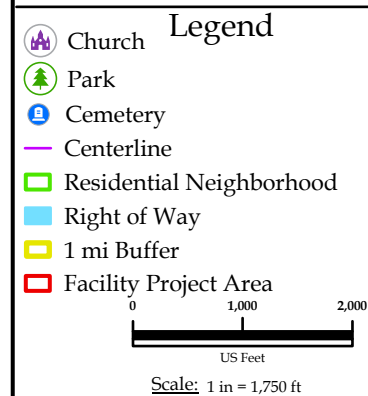 Legend
Church
Park
Cemetery
Centerline
Residential Neighborhood
Right of Way
1 mi Buffer
Facility Project Area
0 1,000 2,000
US Feet
Scale: 1 in = 1,750 ft